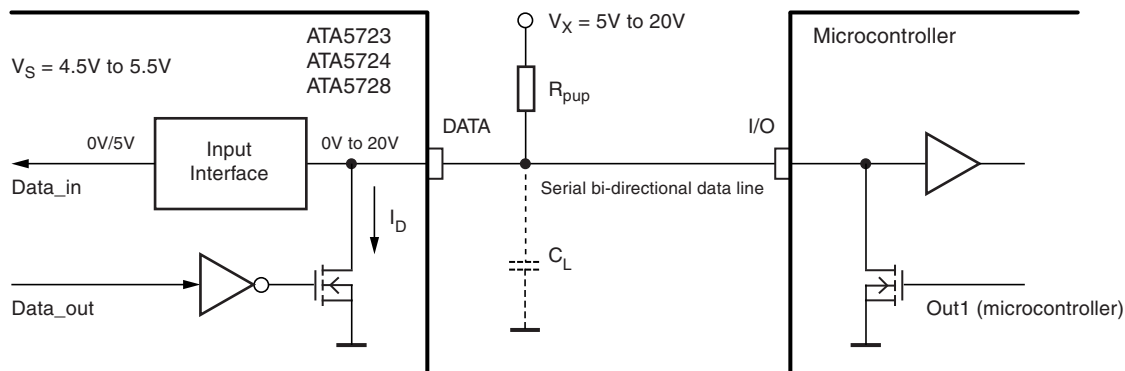 V_S = 4.5V to 5.5V
ATA5723
ATA5724
ATA5728
0V/5V
Input
Interface
0V to 20V
Data_in
I_D
Data_out
DATA
V_X = 5V to 20V
R_pup
Serial bi-directional data line
C_L
I/O
Microcontroller
Out1 (microcontroller)